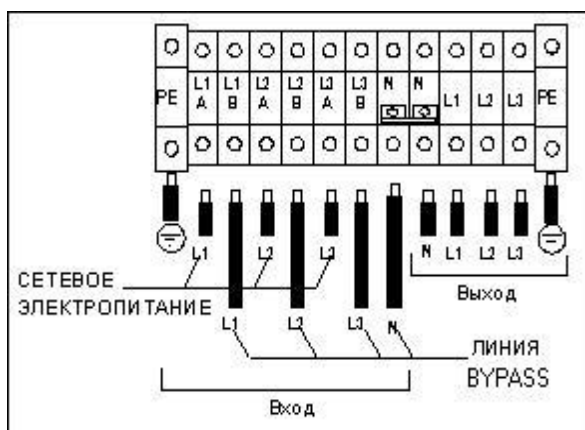 PE L1 L1 L2 L2 L3 L3 N N L1 L2 L3 PE
A B A B A B
L1 L2 L3 N L1 L2 L3
СЕТЕВОЕ
ЭЛЕКТРОПИТАНИЕ
Выход
L1 L2 L3 N
ЛИНИЯ
BYPASS
Вход